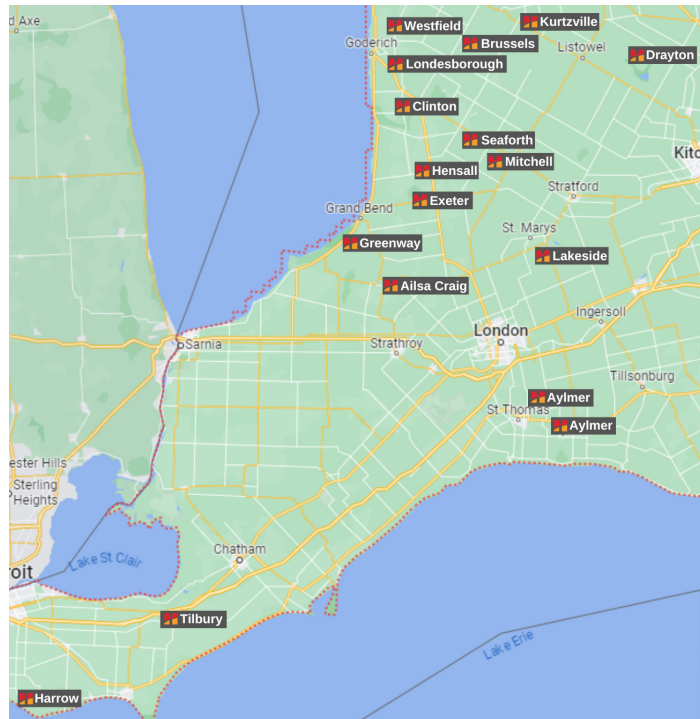 d Axe
Westfield
Kurtzville
Goderich
Brussels
Listowel
Drayton
Londesborough
Clinton
Seaforth
Mitchell
Kitc
Hensall
Stratford
Exeter
Grand Bend
St. Marys
Greenway
Lakeside
Ailsa Craig
Ingersoll
London
Sarnia
Strathroy
Tillsonburg
Aylmer
St Thomas
Aylmer
ester Hills
Sterling
Heights
Chatham
Lake St Clair
roit
Tilbury
Lake Erie
Harrow